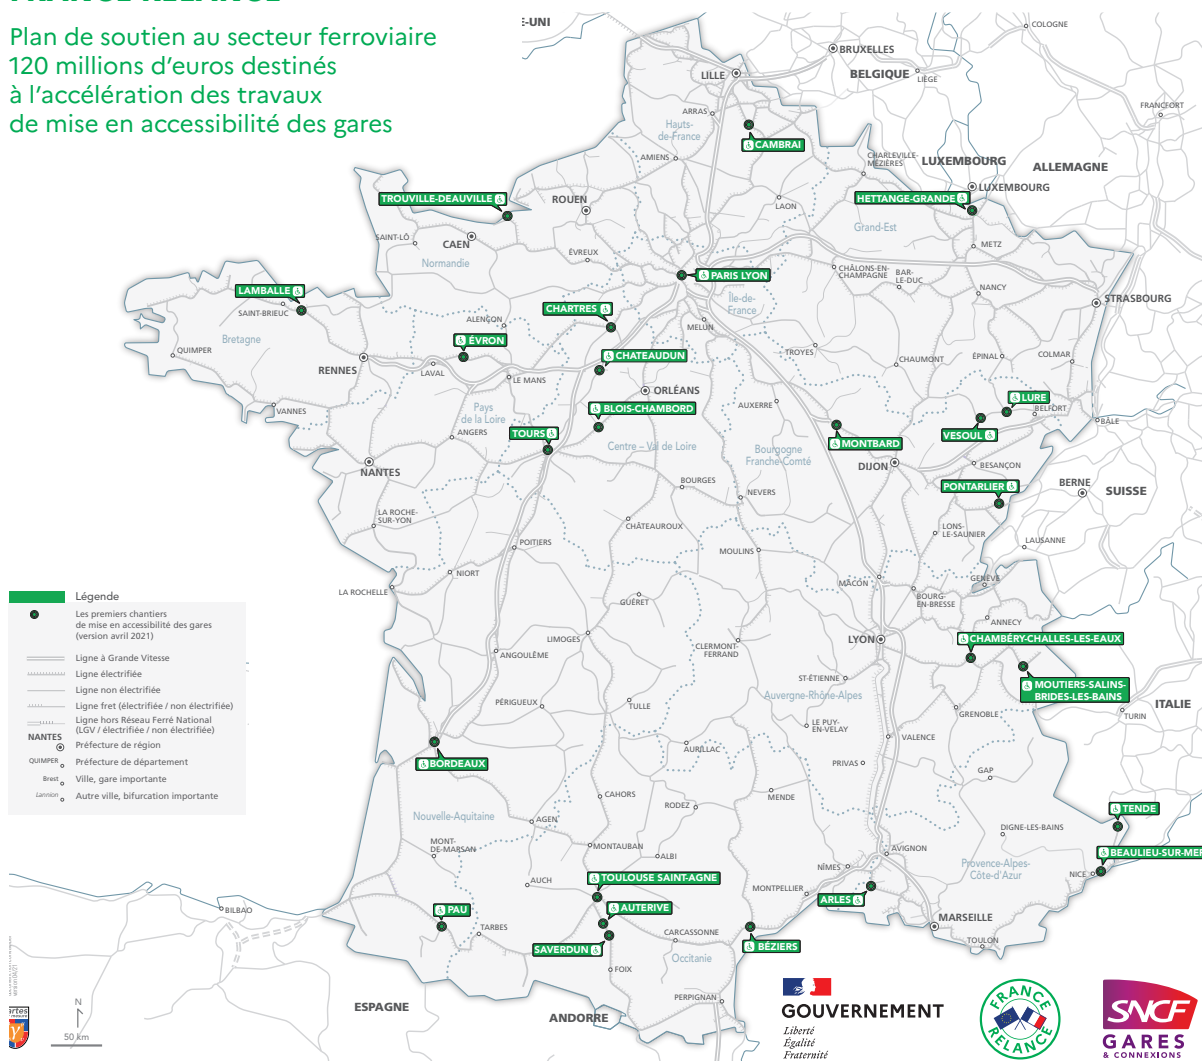 Plan de soutien au secteur ferroviaire
120 millions d'euros destinés
à l'accélération des travaux
de mise en accessibilité des gares
E-UNI
COLOGNE
BRUXELLES
BELGIQUE
LIÈGE
LILLE
FRANCFORT
ARRAS
Hauts-
de-France
CAMBRAI
AMIENS
CHARLEVILLE-
MÉZIÈRES
LUXEMBOURG
ALLEMAGNE
LUXEMBOURG
TROUVILLE-DEAUVILLE
ROUEN
LAON
HETTANGE-GRANDE
SAINT-LÔ
CAEN
Grand-Est
ÉVREUX
METZ
Normandie
PARIS LYON
CHÂLONS-EN-
CHAMPAGNE
BAR-
LE-DUC
NANCY
STRASBOURG
LAMBALLE
SAINT-BRIEUC
CHARTRES
Île-de-
France
ALENÇON
MELUN
Bretagne
ÉVRON
QUIMPER
CHATEAUDUN
TROYES
CHAUMONT
ÉPINAL
COLMAR
RENNES
LAVAL
LE MANS
ORLÉANS
LURE
VANNES
Pays
de la Loire
BLOIS-CHAMBORD
AUXERRE
BELFORT
BÂLE
ANGERS
TOURS
Centre – Val de Loire
MONTBARD
VESOUL
Bourgogne
Franche-Comté
NANTES
DIJON
BESANÇON
BOURGES
NEVERS
PONTARLIER
BERNE
SUISSE
LA ROCHE-
SUR-YON
CHÂTEAUROUX
LONS-
LE-SAUNIER
LAUSANNE
POITIERS
MOULINS
NIORT
MÂCON
GENÈVE
LA ROCHELLE
GUÉRET
BOURG-
EN-BRESSE
ANNECY
LIMOGES
LYON
CHAMBÉRY-CHALLES-LES-EAUX
ANGOULÊME
CLERMONT-
FERRAND
ST-ÉTIENNE
MOUTIERS-SALINS-
BRIDES-LES-BAINS
Auvergne-Rhône-Alpes
PÉRIGUEUX
TULLE
ITALIE
TURIN
GRENOBLE
LE PUY-
EN-VELAY
VALENCE
AURILLAC
BORDEAUX
PRIVAS
GAP
CAHORS
MENDE
RODEZ
TENDE
Nouvelle-Aquitaine
AGEN
DIGNE-LES-BAINS
MONT-
DE-MARSAN
MONTAUBAN
ALBI
AVIGNON
BEAULIEU-SUR-MER
NÎMES
Provence-Alpes-
Côte-d'Azur
NICE
AUCH
TOULOUSE SAINT-AGNE
MONTPELLIER
ARLES
BILBAO
PAU
AUTERIVE
MARSEILLE
TARBES
CARCASSONNE
TOULON
SAVERDUN
BÉZIERS
FOIX
Occitanie
PERPIGNAN
ESPAGNE
ANDORRE
Légende
Les premiers chantiers
de mise en accessibilité des gares
(version avril 2021)
Ligne à Grande Vitesse
Ligne électrifiée
Ligne non électrifiée
Ligne fret (électrifiée / non électrifiée)
Ligne hors Réseau Ferré National
(LGV / électrifiée / non électrifiée)
NANTES
Préfecture de région
QUIMPER
Préfecture de département
Brest
Ville, gare importante
Lannion
Autre ville, bifurcation importante
N
50 km
GOUVERNEMENT
Liberté
Égalité
Fraternité
FRANCE
RELANCE
SNCF
GARES
& CONNEXIONS